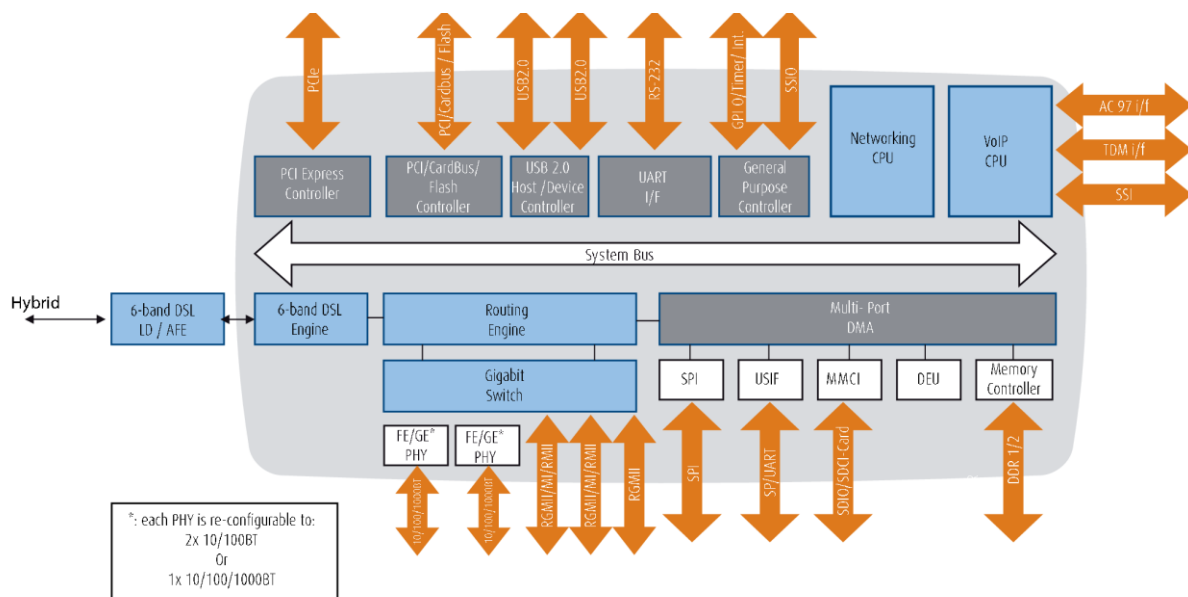 PCIe
PCI/Cardbus / Flash
USB2.0
USB2.0
RS-232
GPI O/Timer/ Int.
SSIO
AC 97 i/f
TDM i/f
SSI
PCI Express
Controller
PCI/CardBus/
Flash
Controller
USB 2.0
Host /Device
Controller
UART
I/F
General
Purpose
Controller
Networking
CPU
VoIP
CPU
System Bus
Hybrid
6-band DSL
LD / AFE
6-band DSL
Engine
Routing
Engine
Multi- Port
DMA
Gigabit
Switch
SPI
USIF
MMCI
DEU
Memory
Controller
FE/GE*
PHY
FE/GE*
PHY
10/100/1000BT
10/100/1000BT
RGMII/MI/RMII
RGMII/MI/RMII
RGMII
SPI
SP/UART
SDIO/SDCI-Card
DDR 1/2
*: each PHY is re-configurable to:
2x 10/100BT
Or
1x 10/100/1000BT